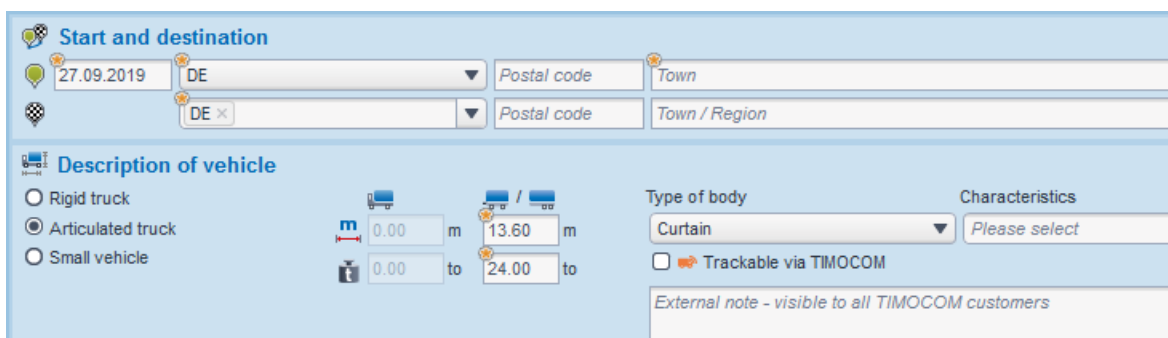 Start and destination
27.09.2019 DE Postal code Town
DE × Postal code Town / Region
Description of vehicle
Rigid truck /
Type of body Characteristics
Articulated truck m 0.00 m 13.60 m Curtain Please select
Small vehicle t 0.00 to 24.00 to Trackable via TIMOCOM
External note - visible to all TIMOCOM customers